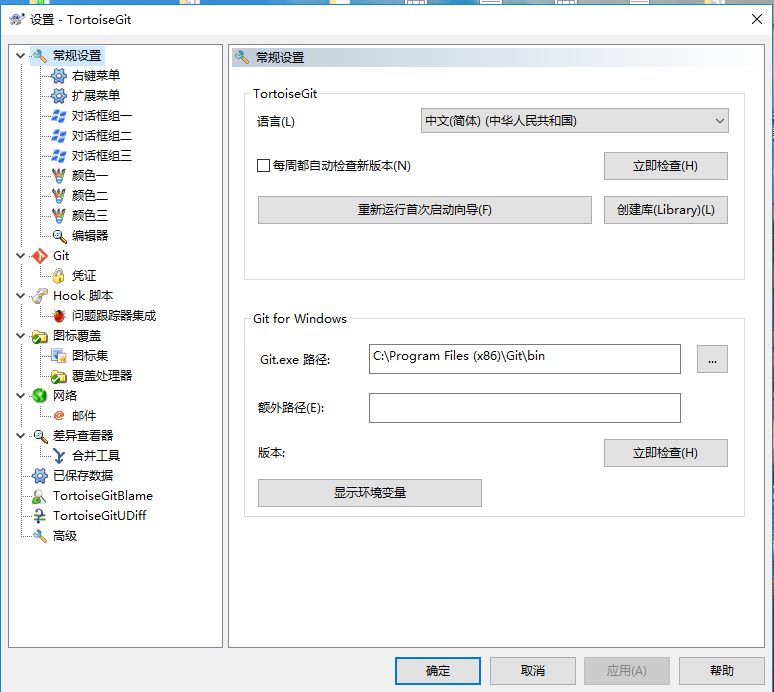 设置 - TortoiseGit
常规设置
右键菜单
扩展菜单
对话框组一
对话框组二
对话框组三
颜色一
颜色二
颜色三
编辑器
Git
凭证
Hook 脚本
问题跟踪器集成
图标覆盖
图标集
覆盖处理器
网络
邮件
差异查看器
合并工具
已保存数据
TortoiseGitBlame
TortoiseGitUDiff
高级
常规设置
TortoiseGit
语言(L)
中文(简体) (中华人民共和国)
每周都自动检查新版本(N)
立即检查(H)
重新运行首次启动向导(F)
创建库(Library)(L)
Git for Windows
Git.exe 路径:
C:\Program Files (x86)\Git\bin
...
额外路径(E):
版本:
立即检查(H)
显示环境变量
确定
取消
应用(A)
帮助